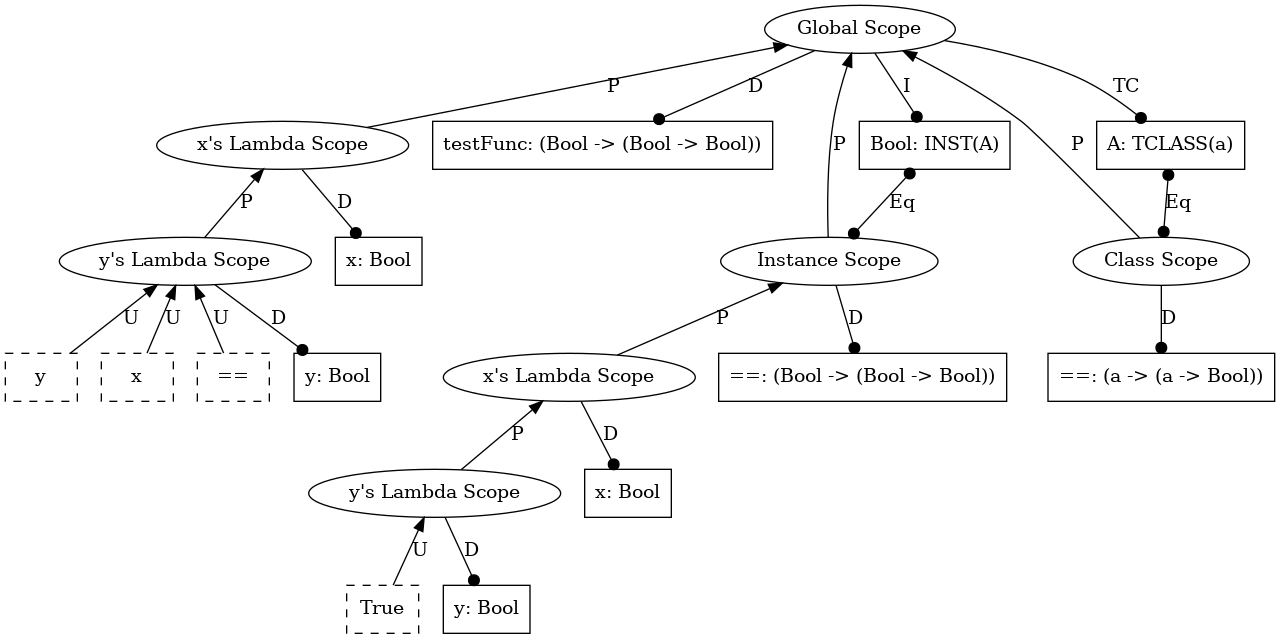 Global Scope
P
D
I
TC
x's Lambda Scope
testFunc: (Bool -> (Bool -> Bool))
P
Bool: INST(A)
P
A: TCLASS(a)
P
D
Eq
Eq
y's Lambda Scope
x: Bool
Instance Scope
Class Scope
U
U
U
D
P
D
D
y
x
==
y: Bool
x's Lambda Scope
==: (Bool -> (Bool -> Bool))
==: (a -> (a -> Bool))
P
D
y's Lambda Scope
x: Bool
U
D
True
y: Bool